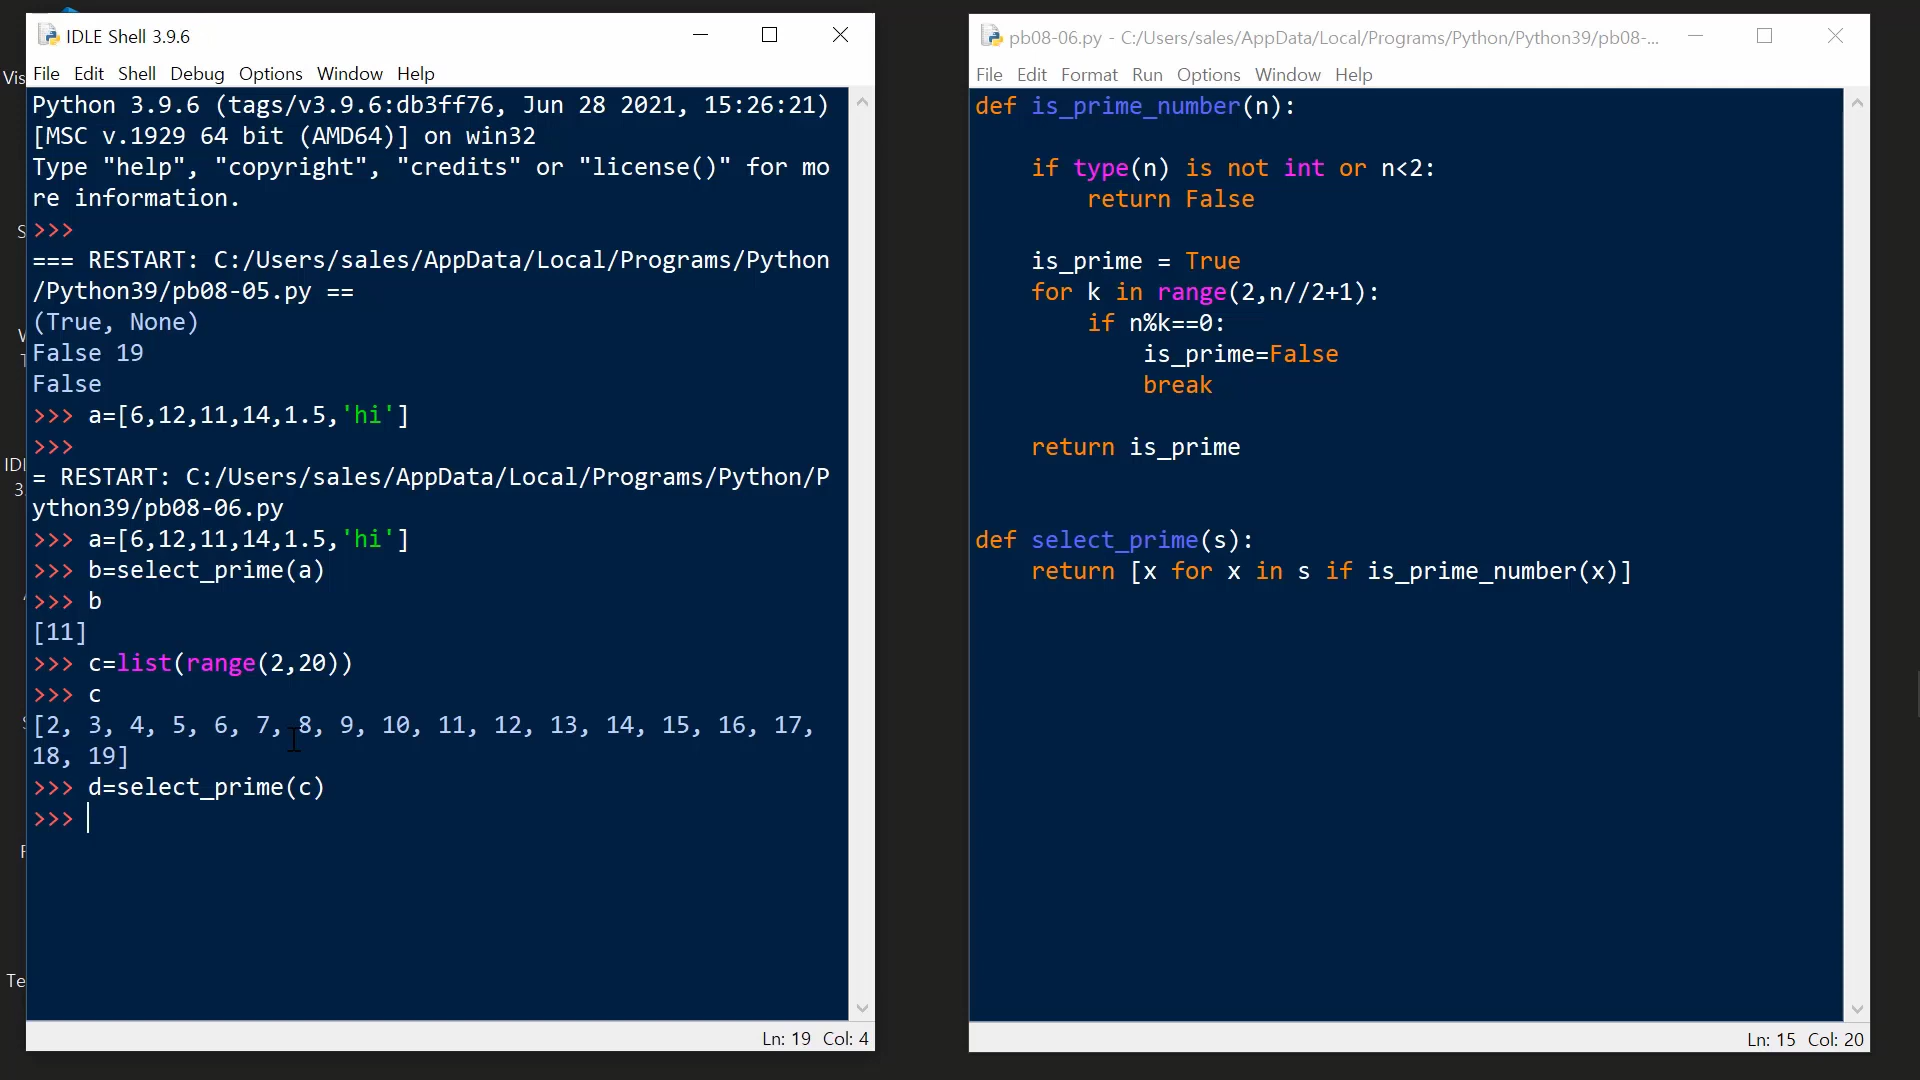 IDLE Shell 3.9.6
File Edit Shell Debug Options Window Help
Python 3.9.6 (tags/v3.9.6:db3ff76, Jun 28 2021, 15:26:21)
[MSC v.1929 64 bit (AMD64)] on win32
Type "help", "copyright", "credits" or "license()" for mo
re information.
>>>
=== RESTART: C:/Users/sales/AppData/Local/Programs/Python
/Python39/pb08-05.py ==
(True, None)
False 19
False
>>> a=[6,12,11,14,1.5,'hi']
>>>
= RESTART: C:/Users/sales/AppData/Local/Programs/Python/P
ython39/pb08-06.py
>>> a=[6,12,11,14,1.5,'hi']
>>> b=select_prime(a)
>>> b
[11]
>>> c=list(range(2,20))
>>> c
[2, 3, 4, 5, 6, 7, 8, 9, 10, 11, 12, 13, 14, 15, 16, 17,
18, 19]
>>> d=select_prime(c)
>>>
Ln: 19 Col: 4
pb08-06.py - C:/Users/sales/AppData/Local/Programs/Python/Python39/pb08-...
File Edit Format Run Options Window Help
def is_prime_number(n):
if type(n) is not int or n<2:
return False
is_prime = True
for k in range(2,n//2+1):
if n%k==0:
is_prime=False
break
return is_prime
def select_prime(s):
return [x for x in s if is_prime_number(x)]
Ln: 15 Col: 20
Vis
IDI
3
Te